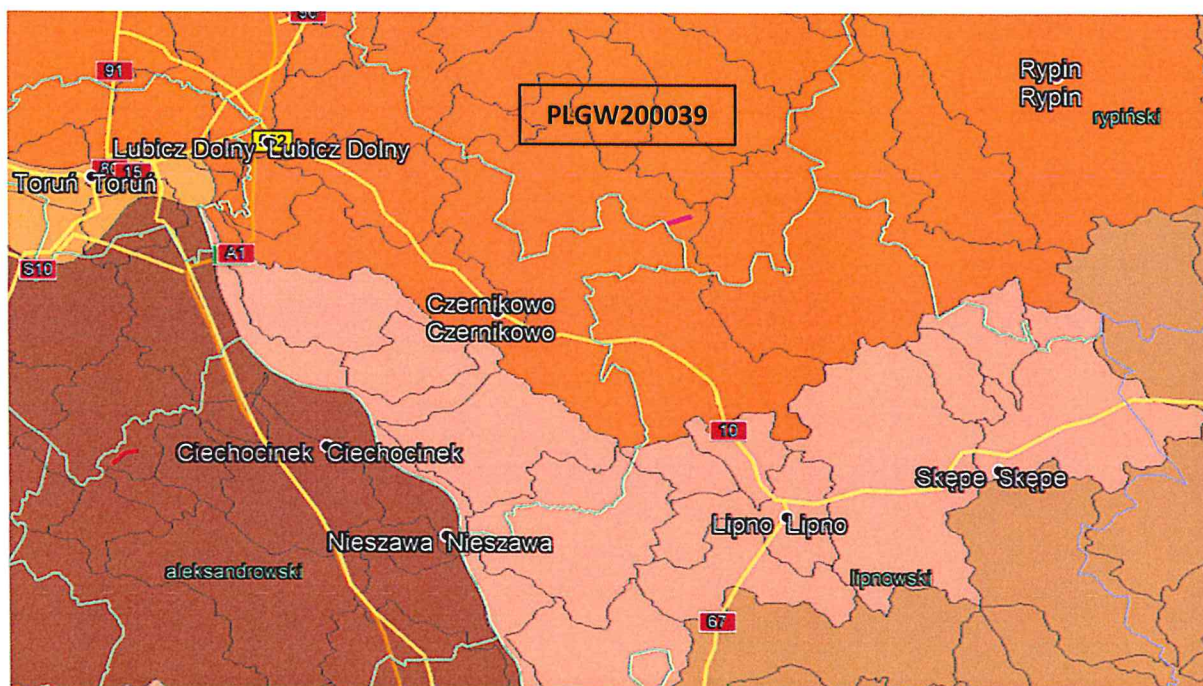 91
PLGW200039
Rypin
Rypin
rypiński
Lubicz Dolny Lubicz Dolny
15
Toruń Toruń
S10
A1
Czernikowo
Czernikowo
10
Ciechocinek Ciechocinek
Skępe Skępe
Lipno Lipno
Nieszawa Nieszawa
aleksandrowski
lipnowski
67